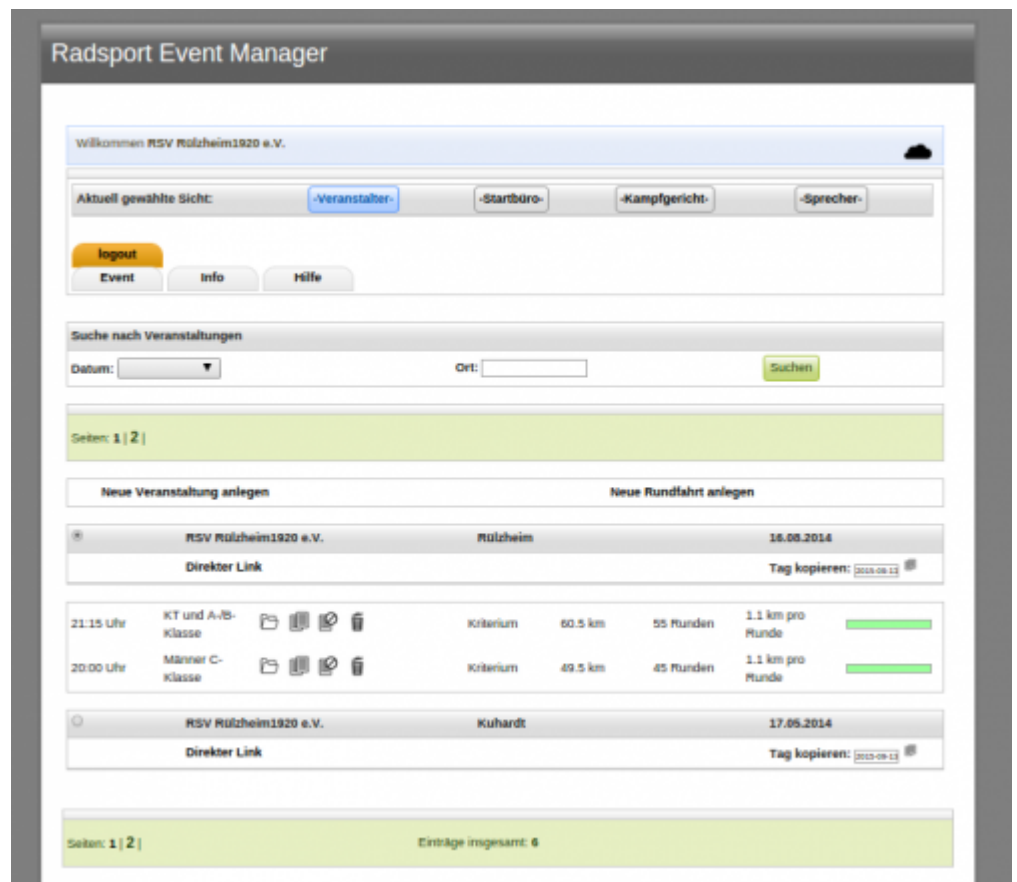 Radsport Event Manager
Willkommen RSV Rülzheim1920 e.V.
Aktuell gewählte Sicht: -Veranstalter- -Startbüro- -Kampfgericht- -Sprecher-
logout
Event Info Hilfe
Suche nach Veranstaltungen
Datum: Ort: Suchen
Seiten: 1 | 2 |
Neue Veranstaltung anlegen Neue Rundfahrt anlegen
RSV Rülzheim1920 e.V. Rülzheim 16.08.2014
Direkter Link Tag kopieren:
21:15 Uhr KT und A-/B-Klasse Kriterium 60.5 km 55 Runden 1.1 km pro Runde
20:00 Uhr Männer C-Klasse Kriterium 49.5 km 45 Runden 1.1 km pro Runde
RSV Rülzheim1920 e.V. Kuhardt 17.05.2014
Direkter Link Tag kopieren:
Seiten: 1 | 2 | Einträge insgesamt: 6